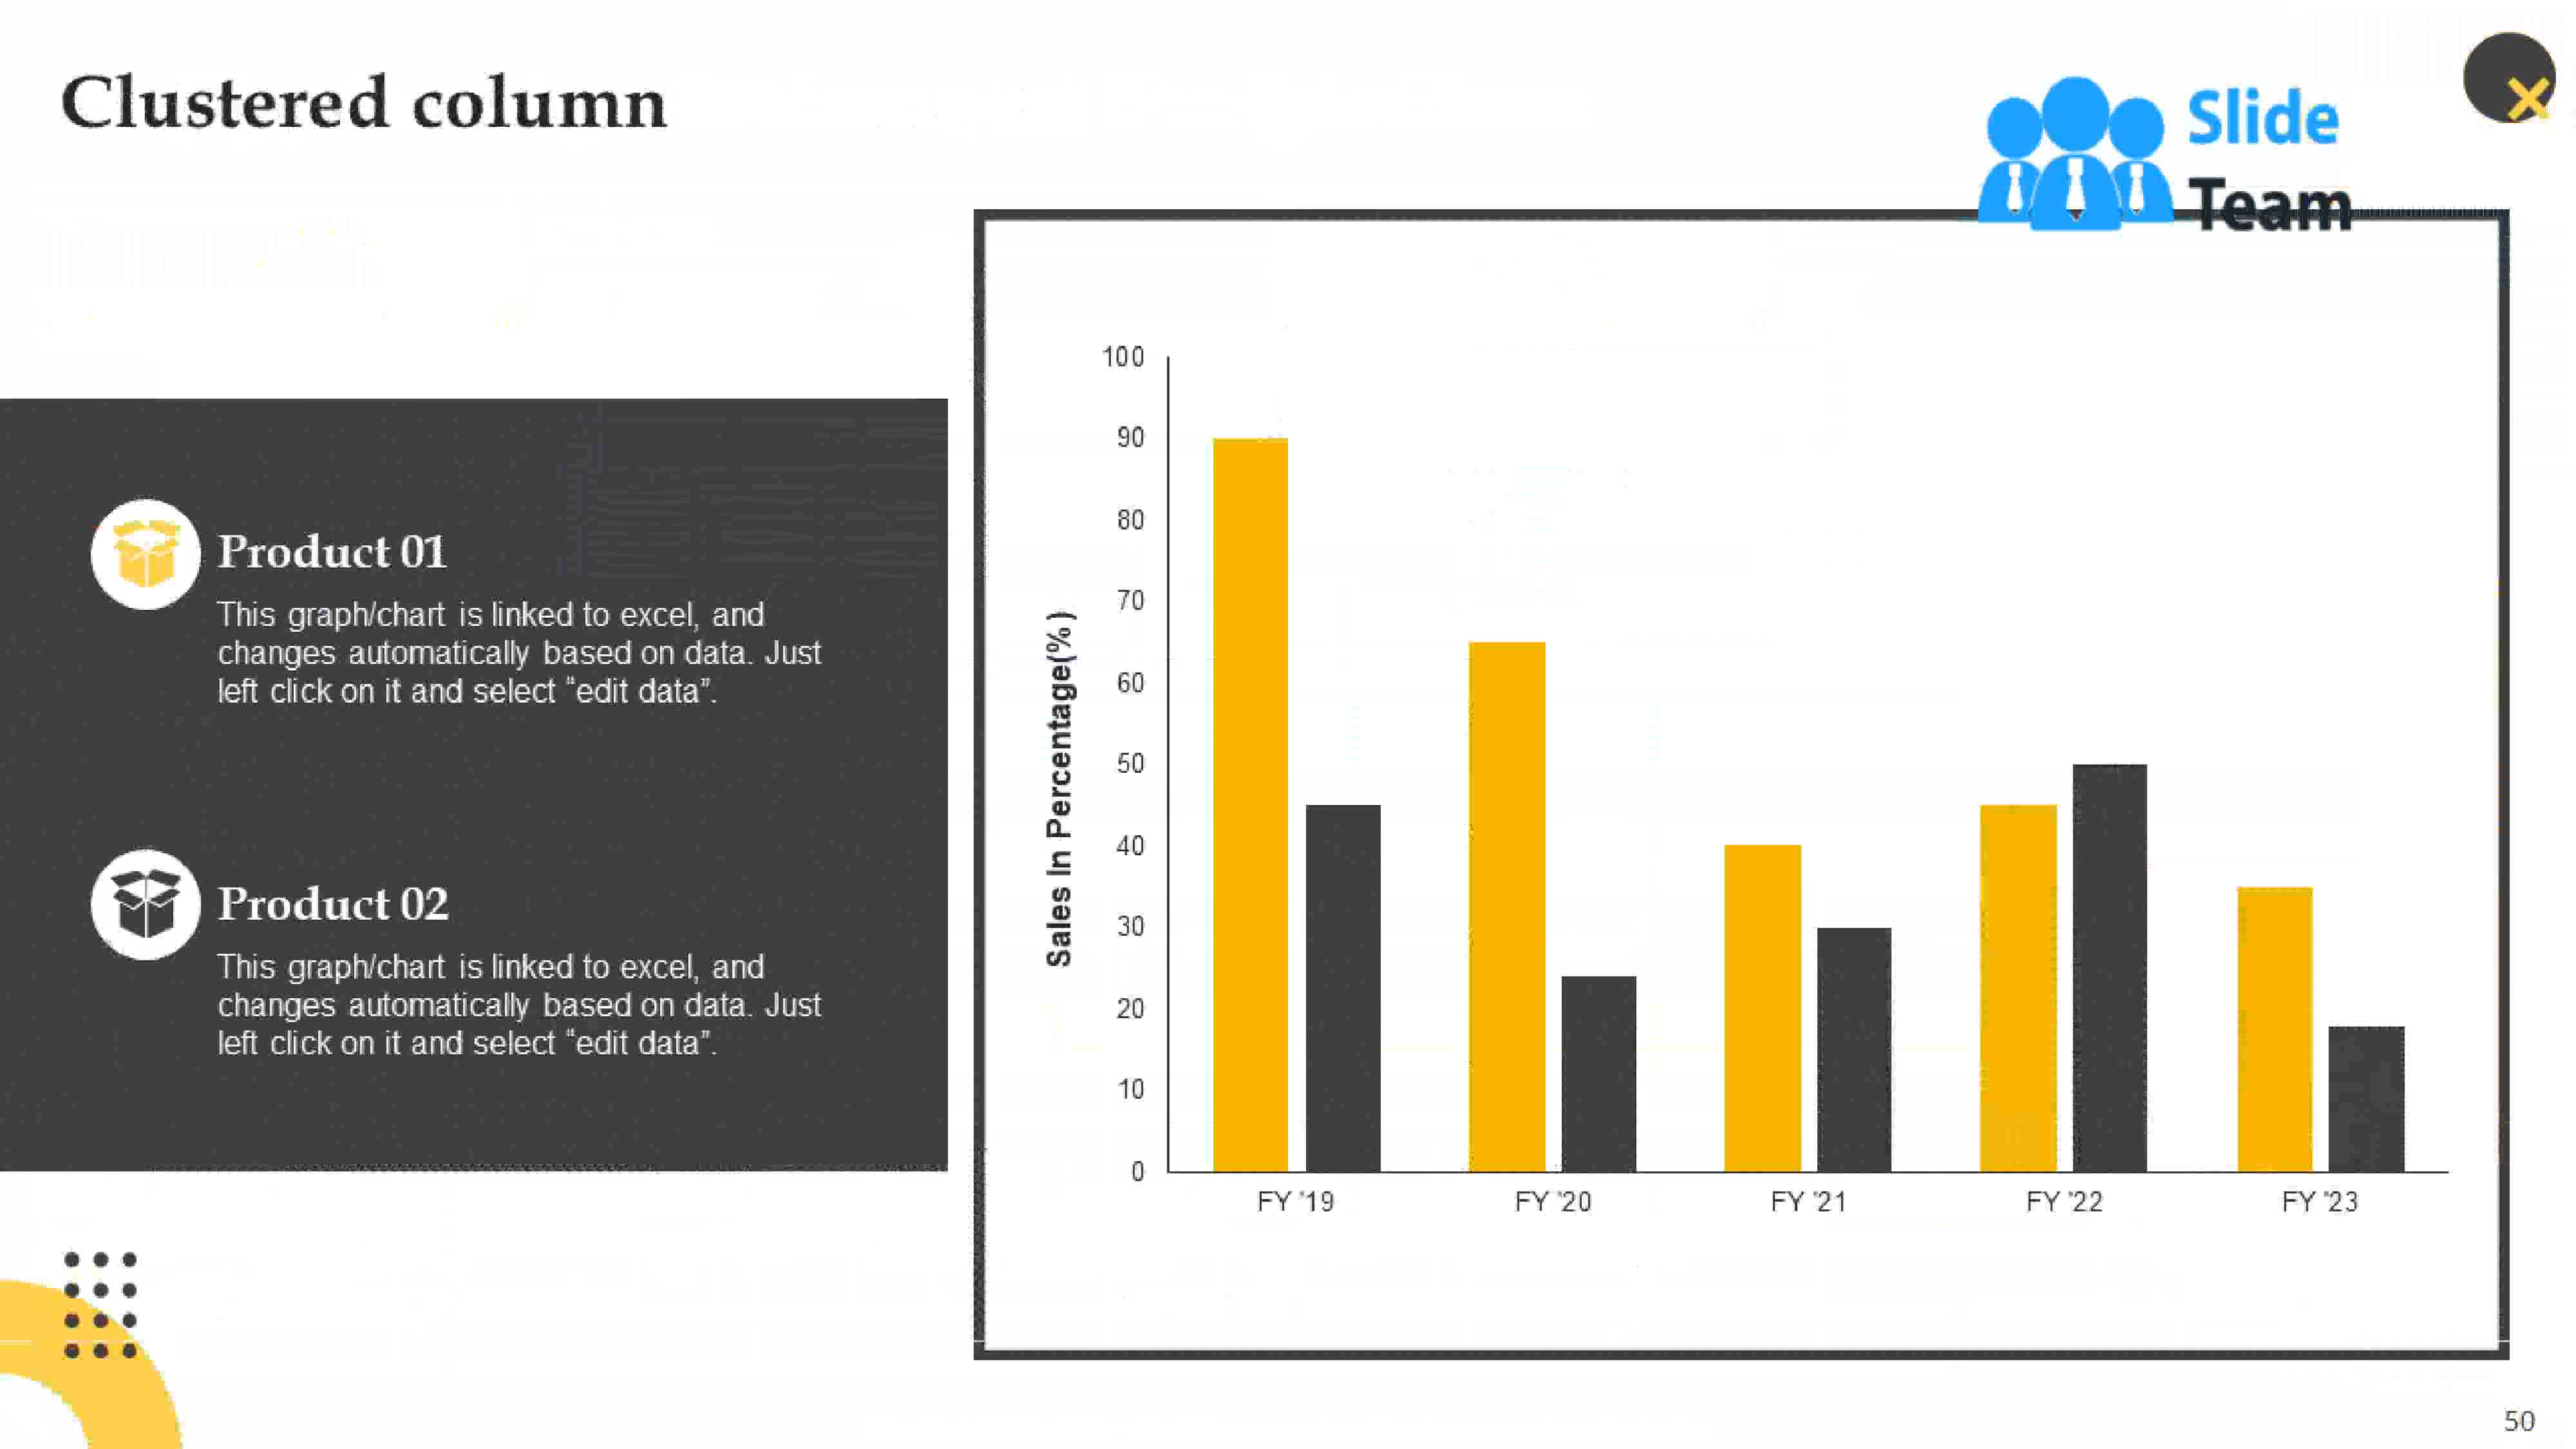 Clustered column
Slide
Team
Product 01
This graph/chart is linked to excel, and
changes automatically based on data. Just
left click on it and select “edit data”.
Product 02
This graph/chart is linked to excel, and
changes automatically based on data. Just
left click on it and select “edit data”.
Sales In Percentage(%)
100
90
80
70
60
50
40
30
20
10
0
FY '19
FY '20
FY '21
FY '22
FY '23
50